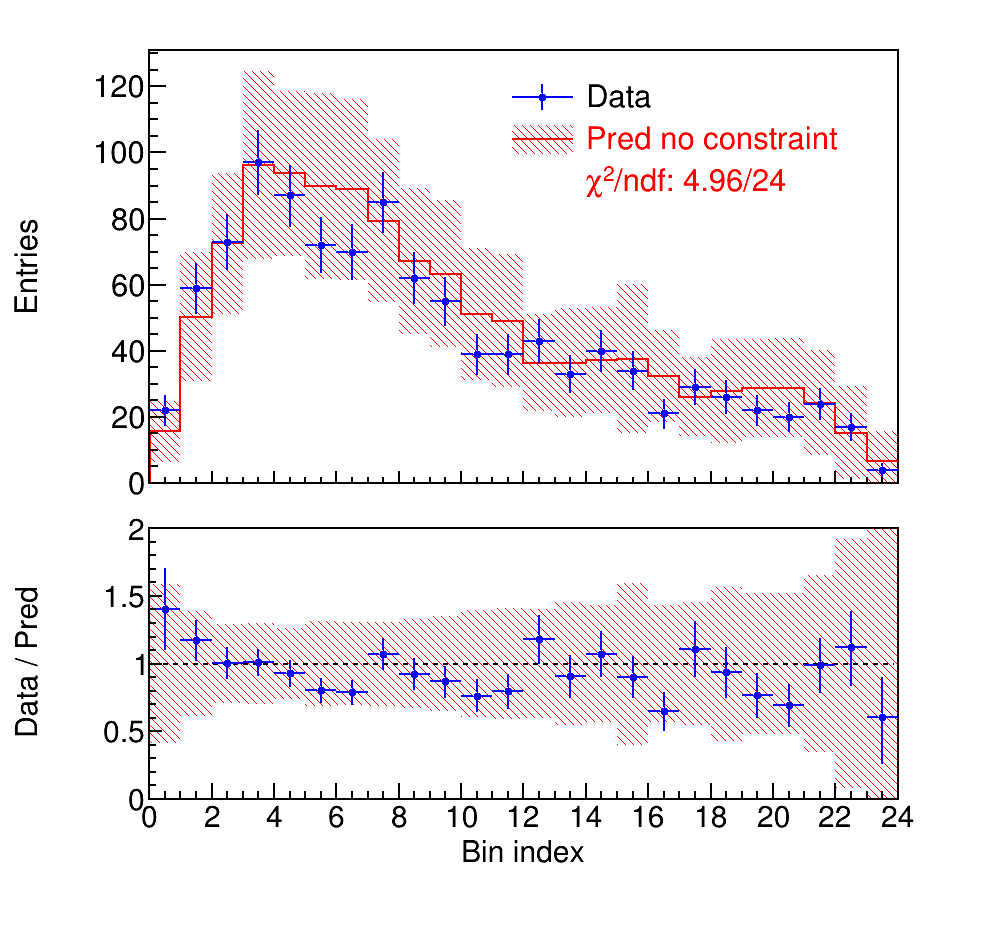 120
100
80
60
40
20
0
Entries
Data
Pred no constraint
χ²/ndf: 4.96/24
2
1.5
1
0.5
0
Data / Pred
0 2 4 6 8 10 12 14 16 18 20 22 24
Bin index